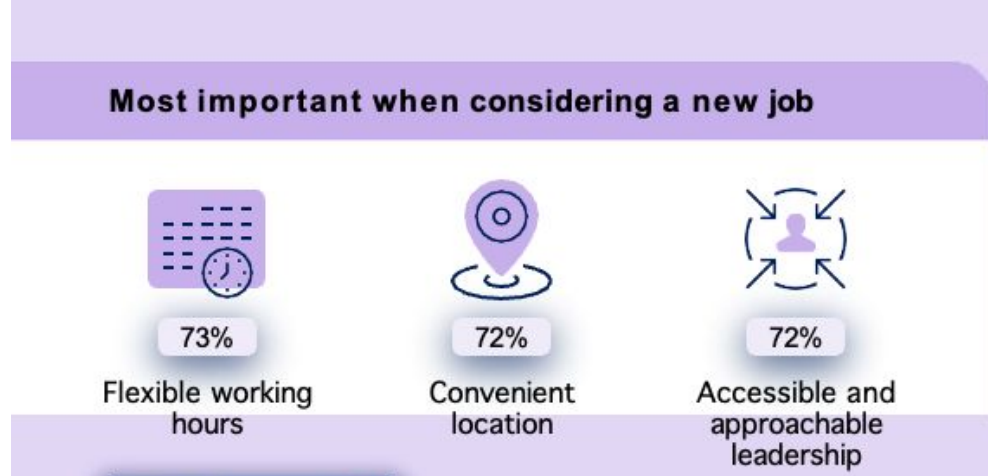 Most important when considering a new job
73%
Flexible working
hours
72%
Convenient
location
72%
Accessible and
approachable
leadership